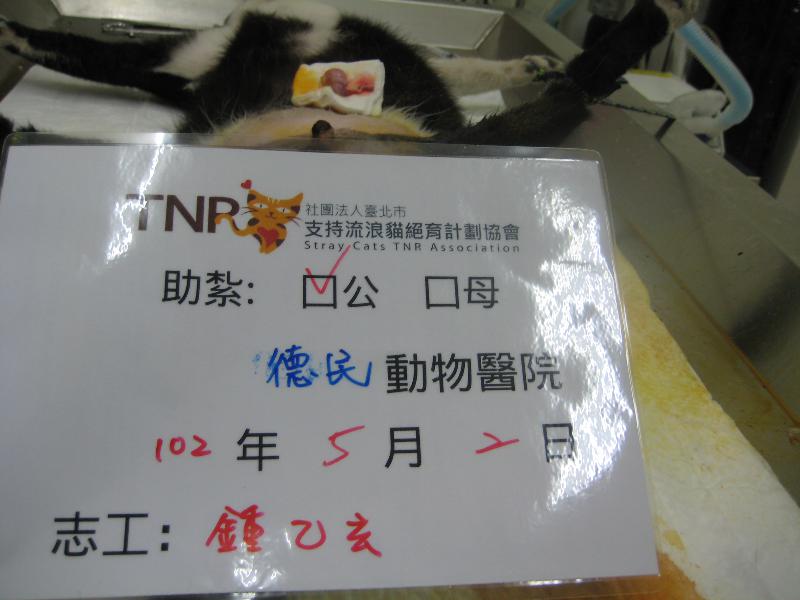 TNR 社團法人臺北市
支持流浪貓絕育計劃協會
Stray Cats TNR Association
助紮: ☑公 □母
德民 動物醫院
102 年 5 月 2 日
志工: 鍾乙玄